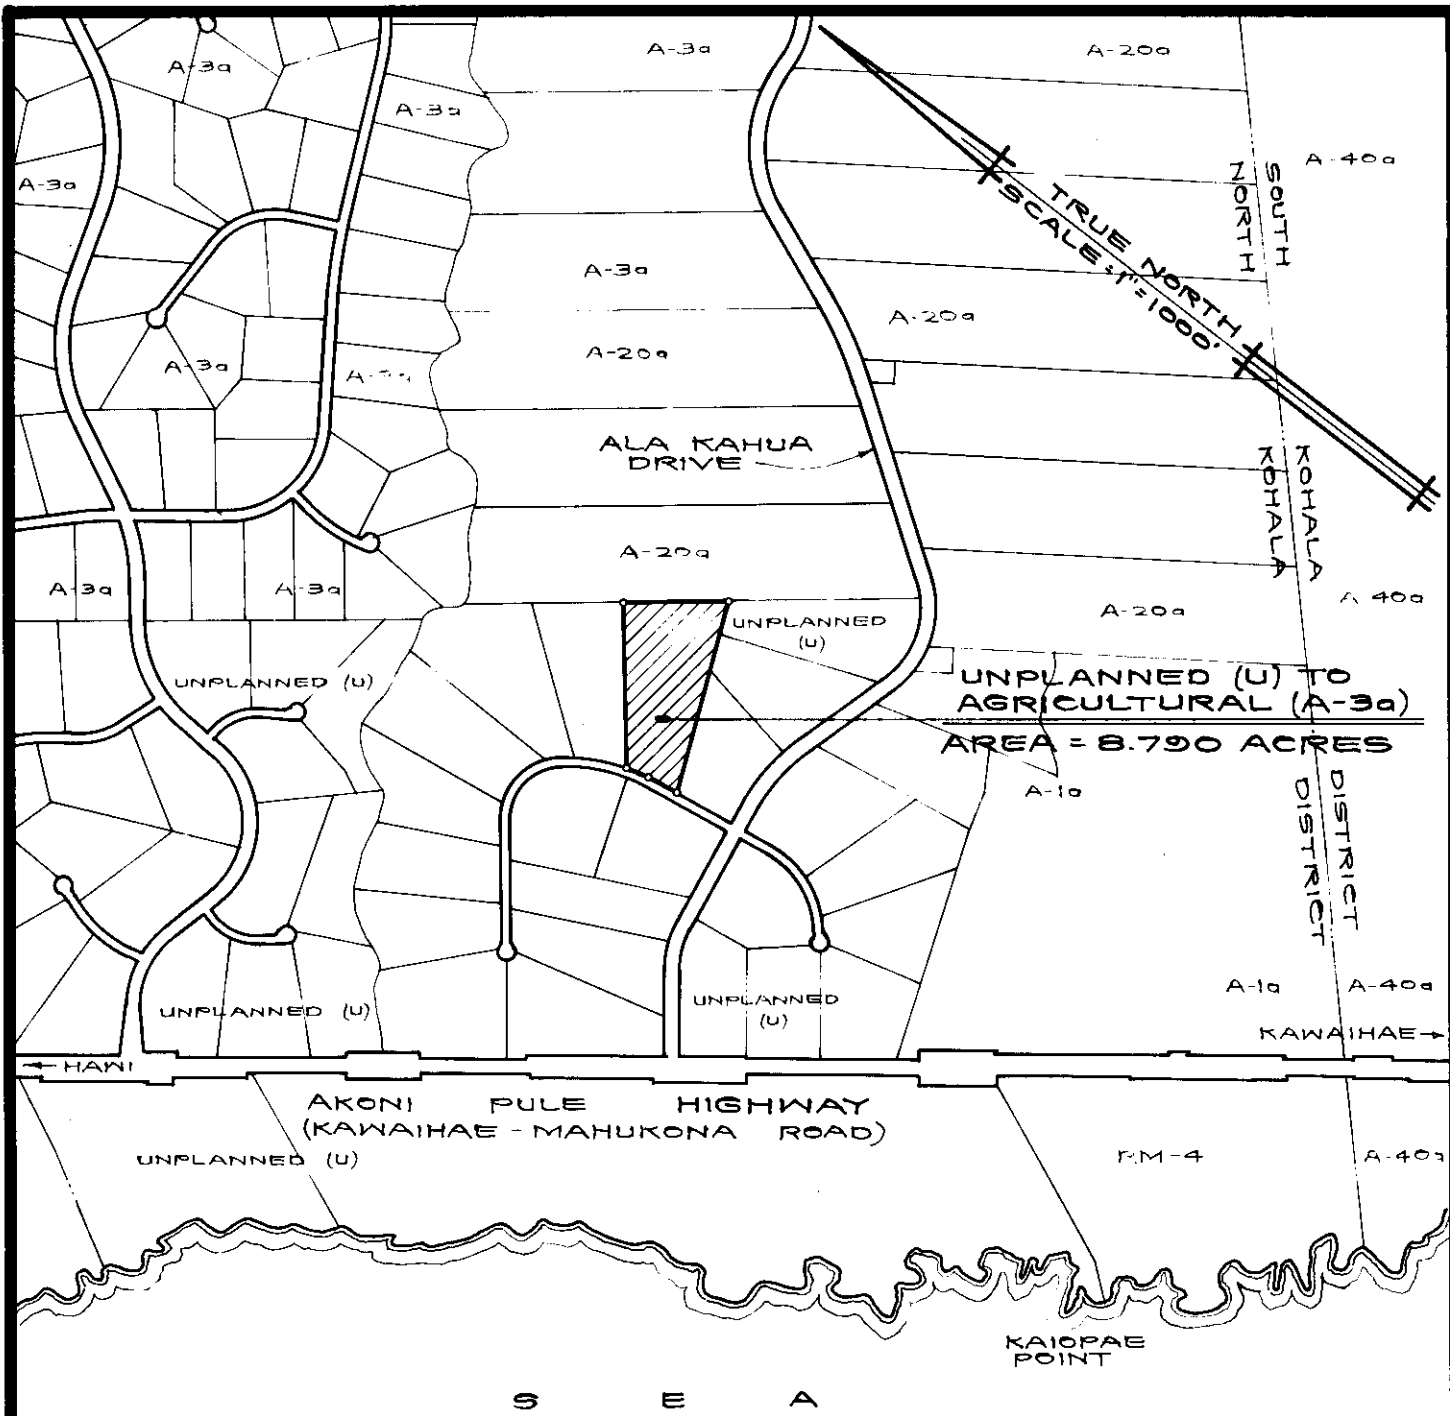 A-3a
A-3a
A-20a
A-3a
A-40a
A-3a
SOUTH
NORTH
TRUE NORTH
SCALE : 1" = 1000'
A-3a
A-20a
A-20a
A-3a
ALA KAHUA
DRIVE
KOHALA
KOHALA
A-20a
A-3a
A-3a
A-20a
A-40a
UNPLANNED
(U)
UNPLANNED (U)
UNPLANNED (U) TO
AGRICULTURAL (A-3a)
AREA = 8.790 ACRES
A-1a
DISTRICT
DISTRICT
A-1a
A-40a
UNPLANNED
(U)
UNPLANNED (U)
KAWAIHAE→
←HAWI
AKONI PULE HIGHWAY
(KAWAIHAE - MAHUKONA ROAD)
UNPLANNED (U)
RM-4
A-40a
KAIOPAE
POINT
SEA